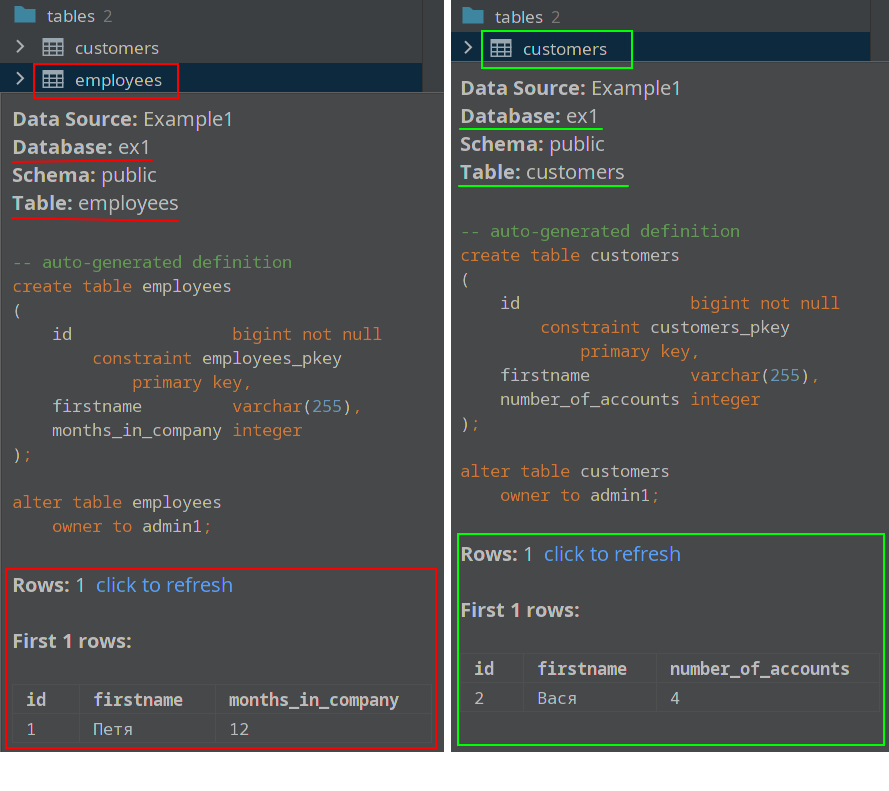 tables 2
customers
employees
Data Source: Example1
Database: ex1
Schema: public
Table: employees
-- auto-generated definition
create table employees
(
    id                bigint not null
        constraint employees_pkey
            primary key,
    firstname         varchar(255),
    months_in_company integer
);
alter table employees
    owner to admin1;
Rows: 1 click to refresh
First 1 rows:
id firstname months_in_company
1 Петя 12
tables 2
customers
Data Source: Example1
Database: ex1
Schema: public
Table: customers
-- auto-generated definition
create table customers
(
    id                 bigint not null
        constraint customers_pkey
            primary key,
    firstname          varchar(255),
    number_of_accounts integer
);
alter table customers
    owner to admin1;
Rows: 1 click to refresh
First 1 rows:
id firstname number_of_accounts
2 Вася 4